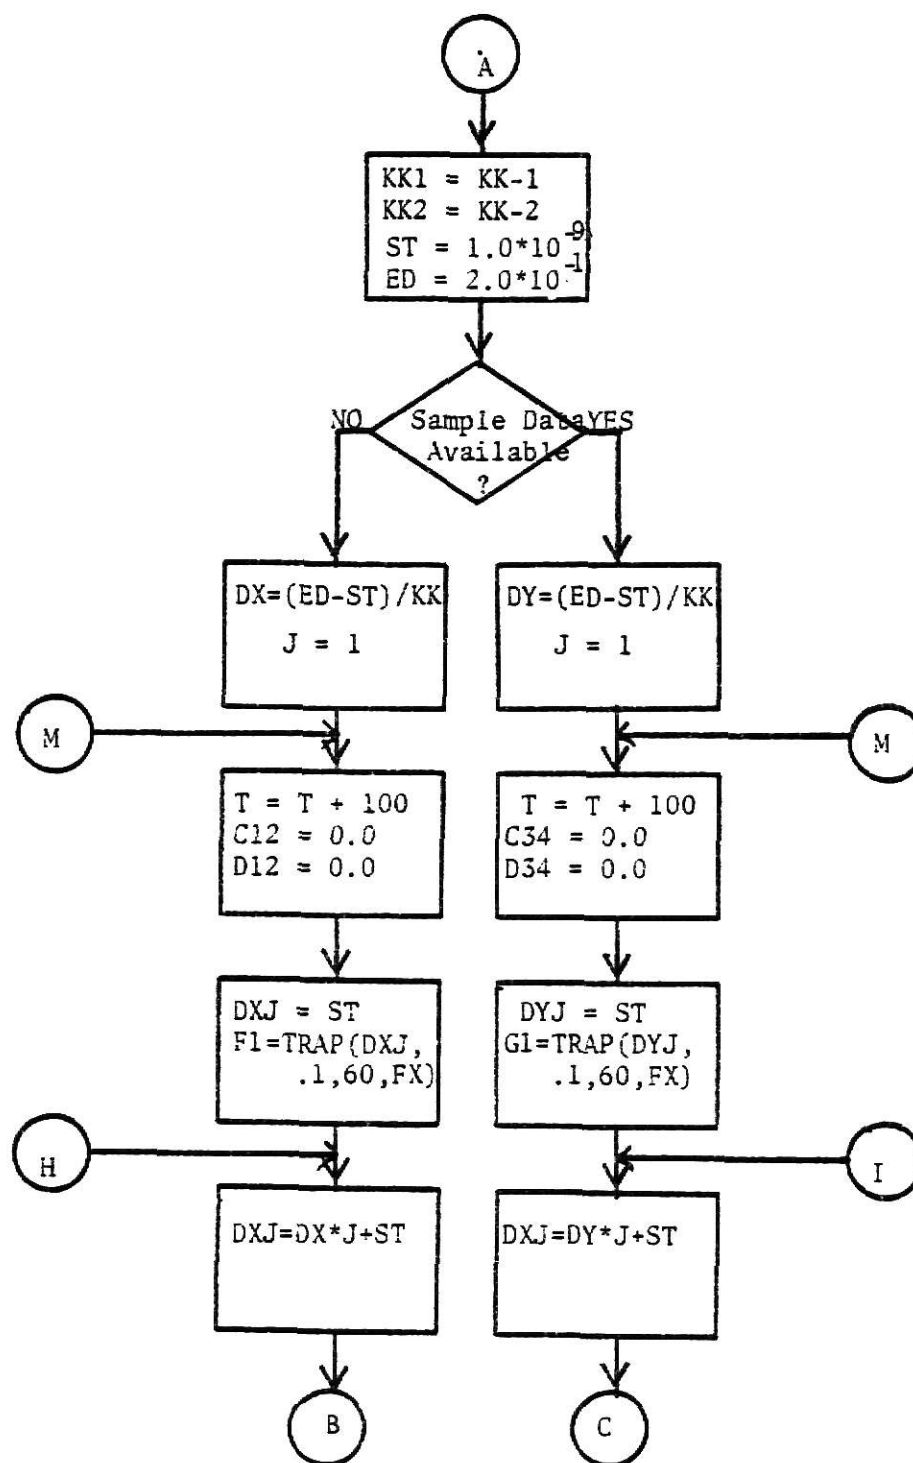 A
KK1 = KK-1
KK2 = KK-2
ST = 1.0*10-9
ED = 2.0*10-1
NO
Sample Data
YES
Available
?
DX=(ED-ST)/KK
J = 1
DY=(ED-ST)/KK
J = 1
M
M
T = T + 100
C12 = 0.0
D12 = 0.0
T = T + 100
C34 = 0.0
D34 = 0.0
DXJ = ST
F1=TRAP(DXJ,
.1,60,FX)
DYJ = ST
G1=TRAP(DYJ,
.1,60,FX)
H
I
DXJ=DX*J+ST
DXJ=DY*J+ST
B
C